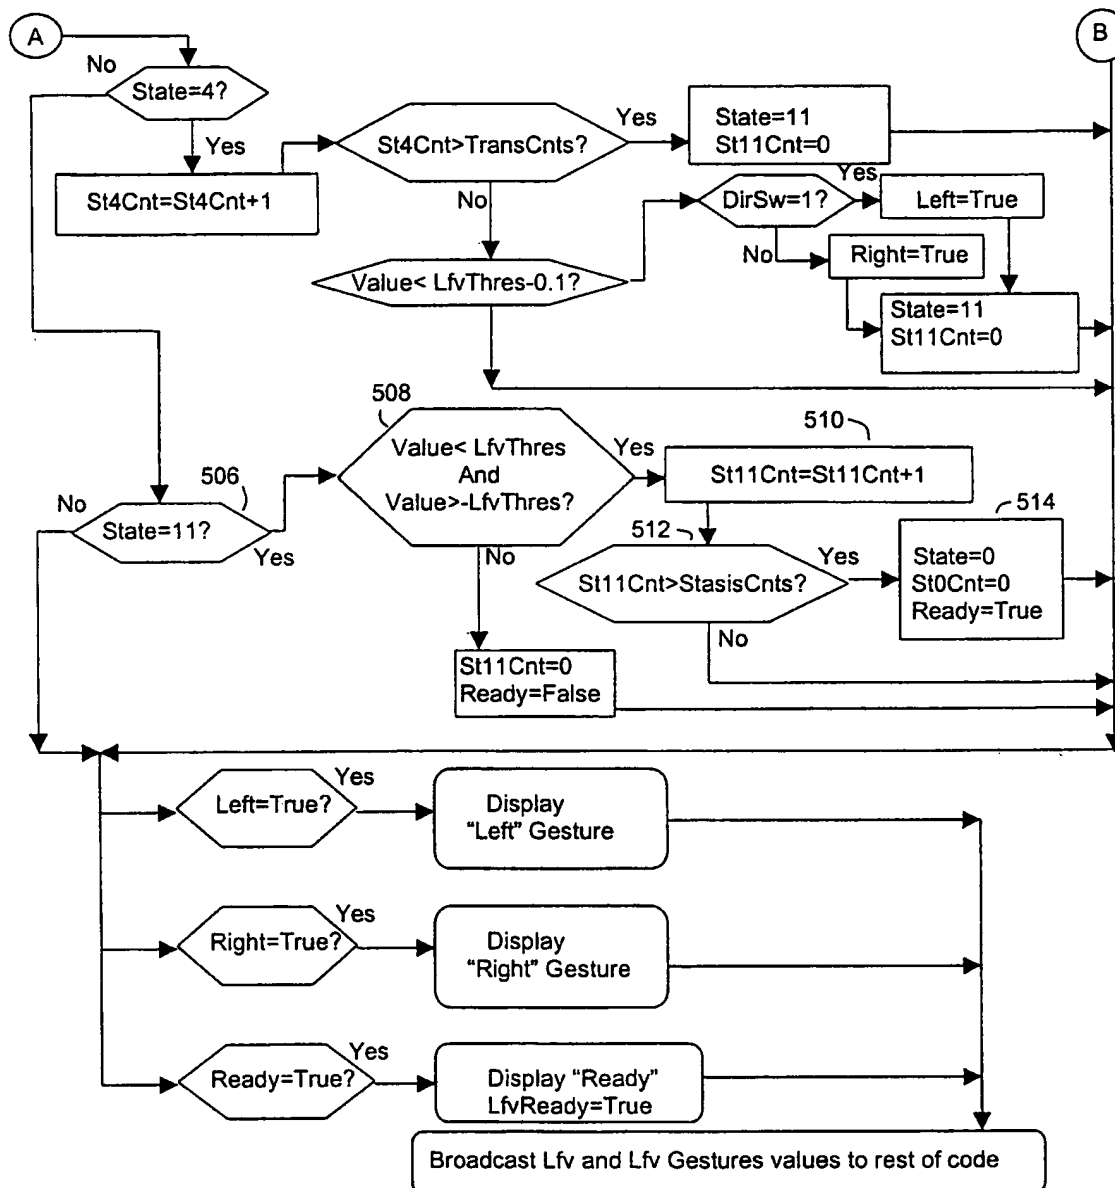 A
B
No
State=4?
Yes
St4Cnt=St4Cnt+1
St4Cnt>TransCnts?
Yes
No
State=11
St11Cnt=0
DirSw=1?
Yes
Left=True
No
Right=True
Value< LfvThres-0.1?
State=11
St11Cnt=0
508
Value< LfvThres
And
Value>-LfvThres?
Yes
510
St11Cnt=St11Cnt+1
No
506
State=11?
Yes
No
512
St11Cnt>StasisCnts?
Yes
514
State=0
St0Cnt=0
Ready=True
No
St11Cnt=0
Ready=False
Left=True?
Yes
Display
“Left” Gesture
Right=True?
Yes
Display
“Right” Gesture
Ready=True?
Yes
Display “Ready”
LfvReady=True
Broadcast Lfv and Lfv Gestures values to rest of code